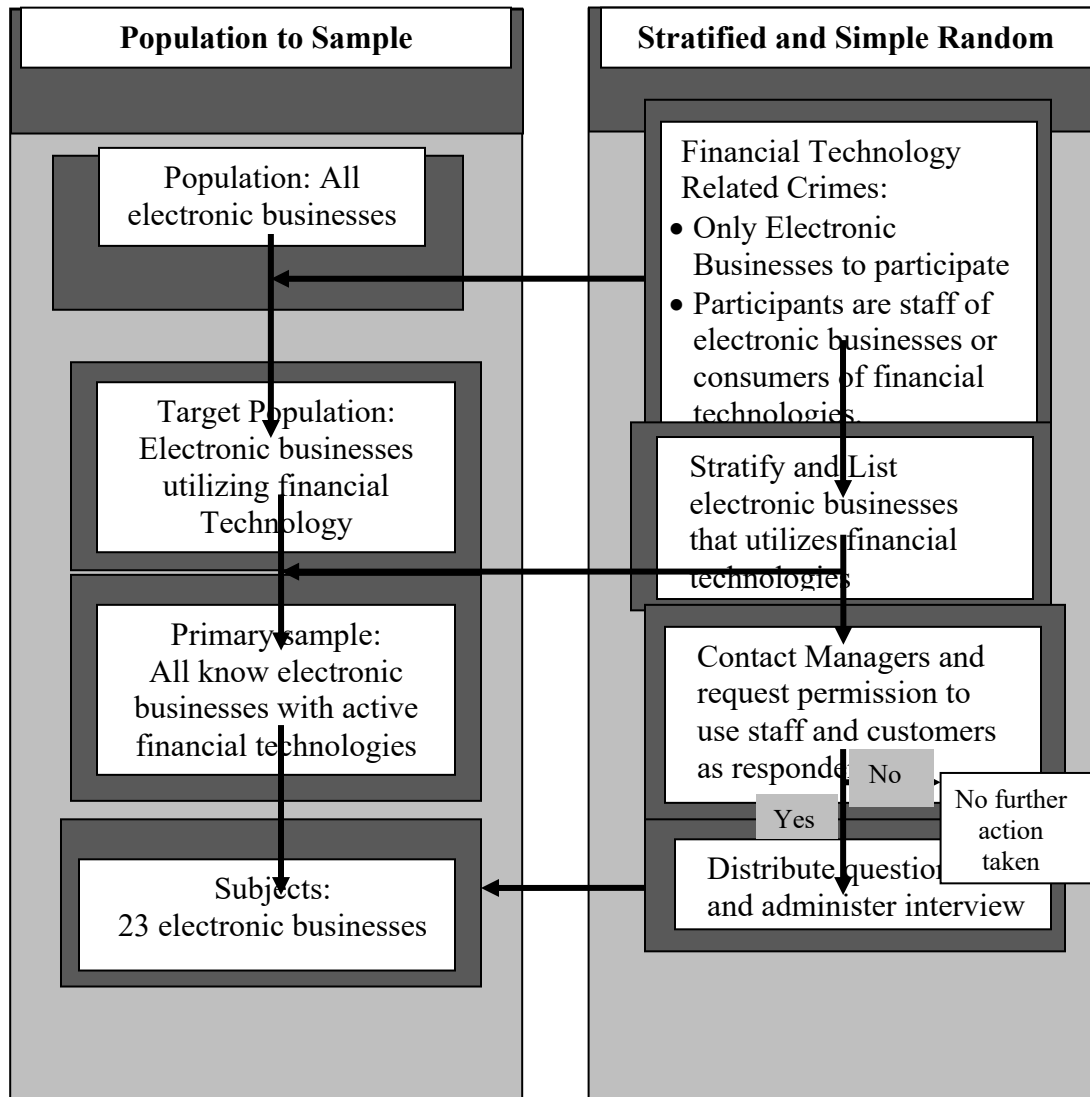 Population to Sample
Population: All
electronic businesses
Target Population:
Electronic businesses
utilizing financial
Technology
Primary sample:
All know electronic
businesses with active
financial technologies
Subjects:
23 electronic businesses
Stratified and Simple Random
Financial Technology
Related Crimes:
• Only Electronic
Businesses to participate
• Participants are staff of
electronic businesses or
consumers of financial
technologies.
Stratify and List
electronic businesses
that utilizes financial
technologies
Contact Managers and
request permission to
use staff and customers
as
No
Yes
No further
action
taken
Distribute
and administer interview